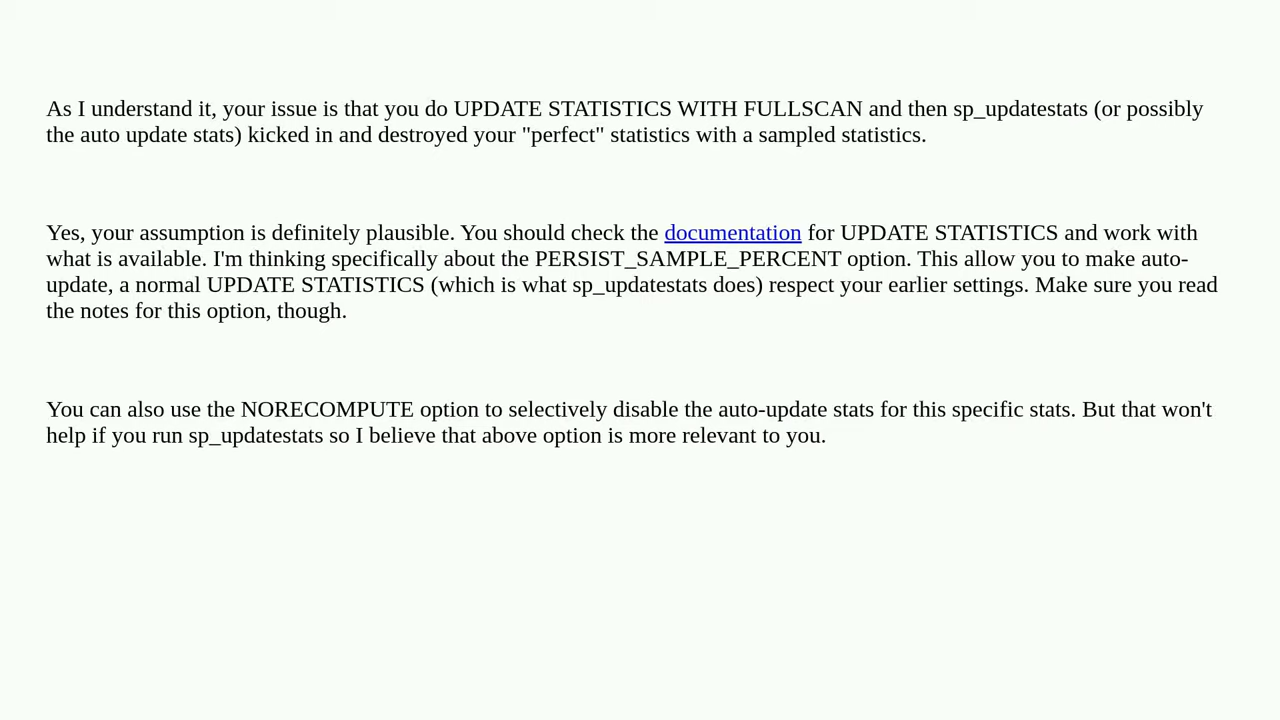 As I understand it, your issue is that you do UPDATE STATISTICS WITH FULLSCAN and then sp_updatestats (or possibly
the auto update stats) kicked in and destroyed your "perfect" statistics with a sampled statistics.
Yes, your assumption is definitely plausible. You should check the documentation for UPDATE STATISTICS and work with
what is available. I'm thinking specifically about the PERSIST_SAMPLE_PERCENT option. This allow you to make auto-
update, a normal UPDATE STATISTICS (which is what sp_updatestats does) respect your earlier settings. Make sure you read
the notes for this option, though.
You can also use the NORECOMPUTE option to selectively disable the auto-update stats for this specific stats. But that won't
help if you run sp_updatestats so I believe that above option is more relevant to you.